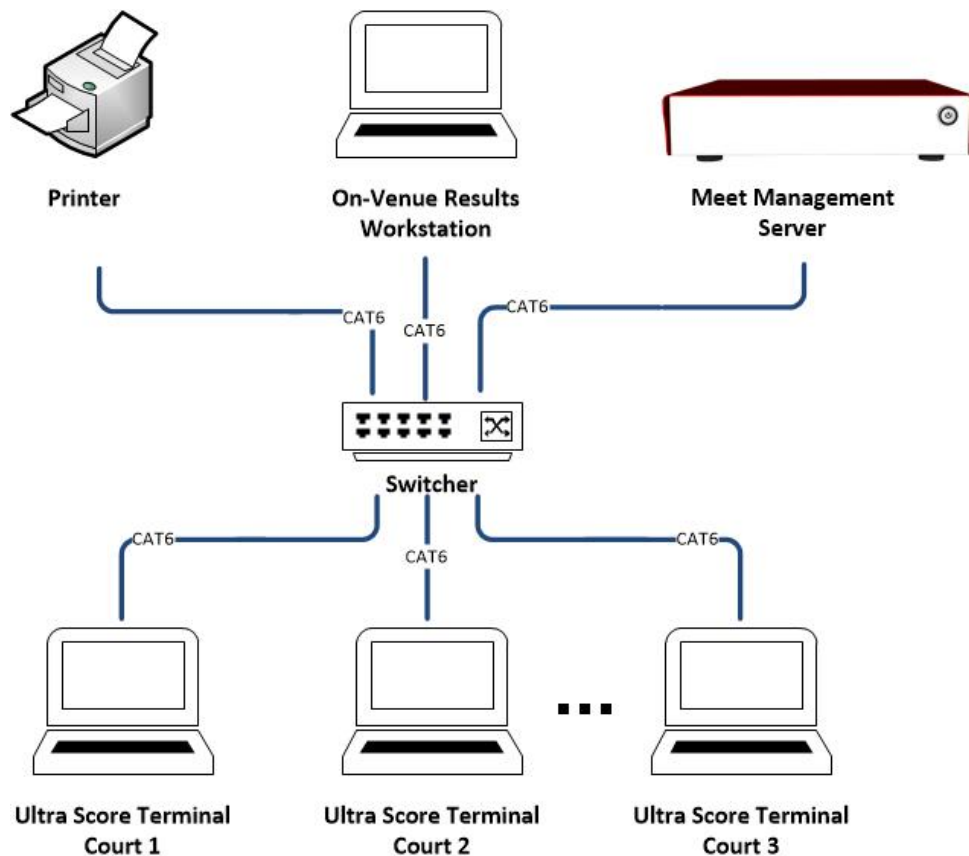 Printer
On-Venue Results
Workstation
Meet Management
Server
CAT6
CAT6
CAT6
Switcher
CAT6
CAT6
CAT6
Ultra Score Terminal
Court 1
Ultra Score Terminal
Court 2
Ultra Score Terminal
Court 3